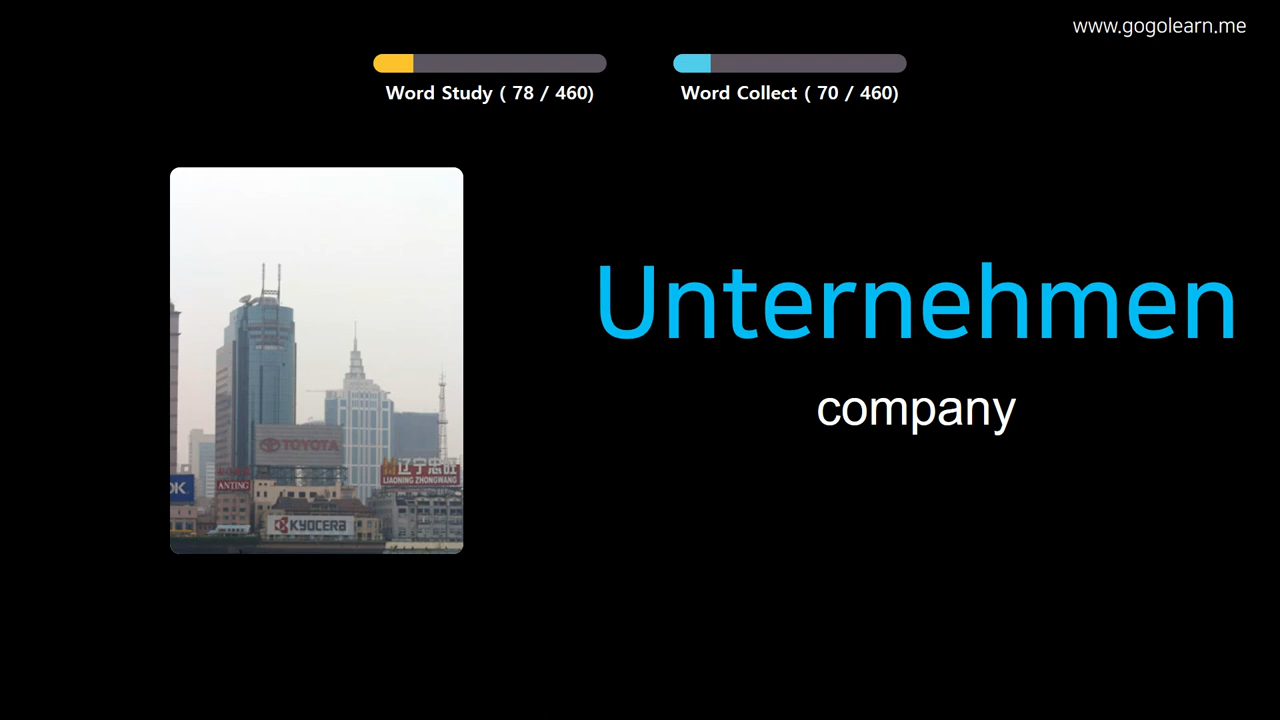 www.gogolearn.me
Word Study ( 78 / 460)
Word Collect ( 70 / 460)
Unternehmen
company
TOYOTA
辽宁忠旺
LIAONING ZHONGWANG
ANTING
DK
KYOCERA